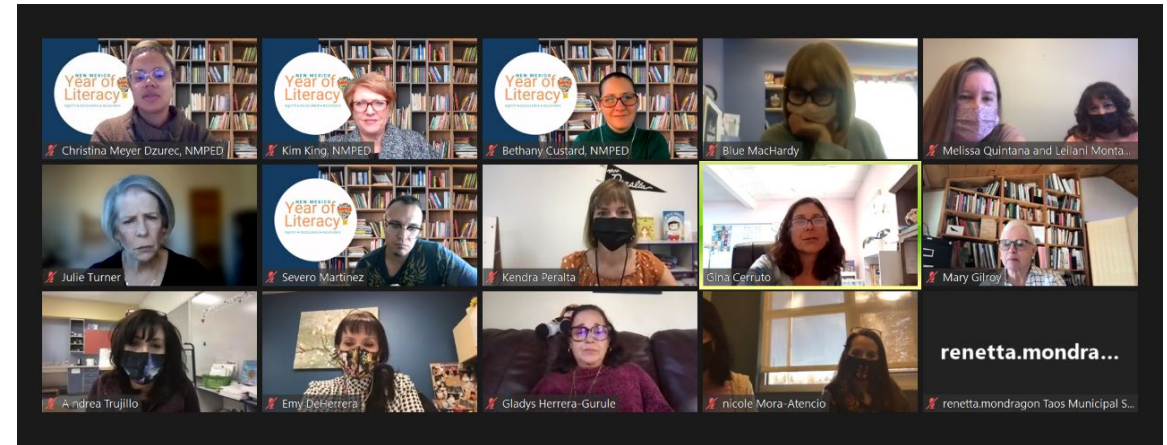 NEW MEXICO
Year of
Literacy
Christina Meyer Dzurec, NMPED
NEW MEXICO
Year of
Literacy
Kim King, NMPED
NEW MEXICO
Year of
Literacy
Bethany Custard, NMPED
Blue MacHardy
Melissa Quintana and Leilani Monta...
Julie Turner
NEW MEXICO
Year of
Literacy
Severo Martinez
Peralta
Kendra Peralta
Gina Cerruto
Mary Gilroy
Andrea Trujillo
Emy DeHerrera
Gladys Herrera-Gurule
nicole Mora-Atencio
renetta.mondra...
renetta.mondragon Taos Municipal S...